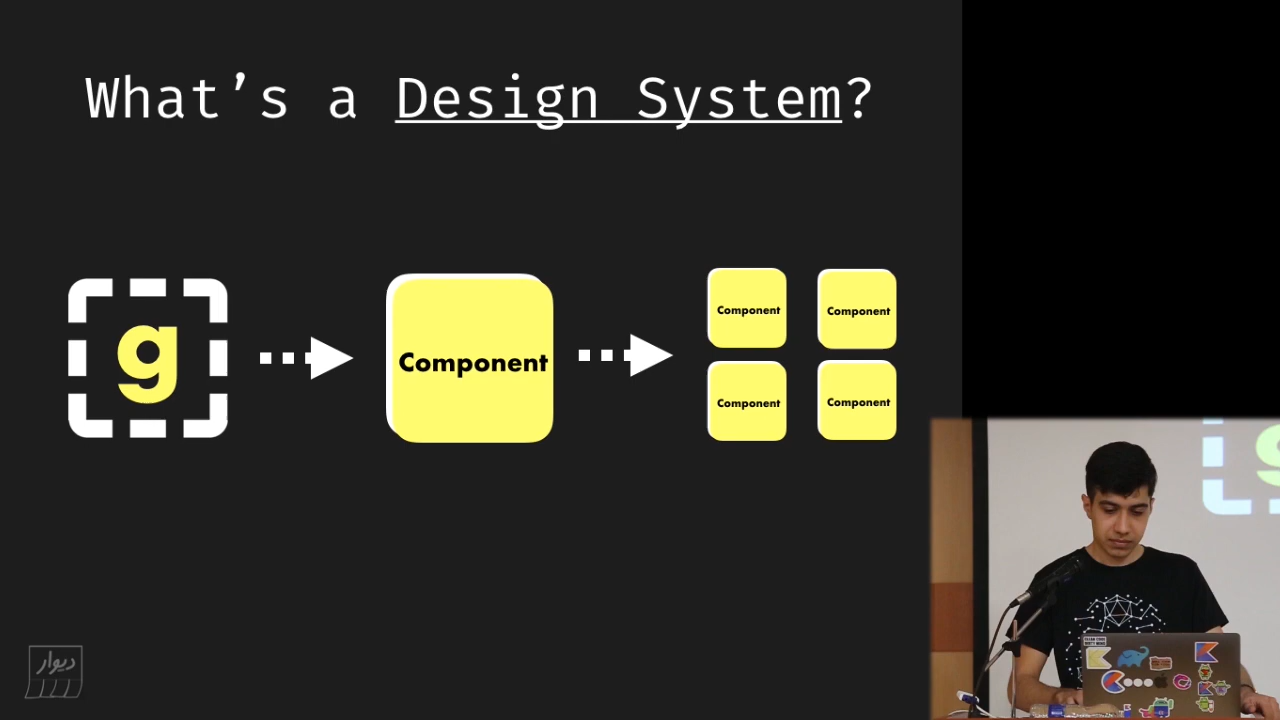 What’s a Design System?
g
Component
Component
Component
Component
Component
دیوار